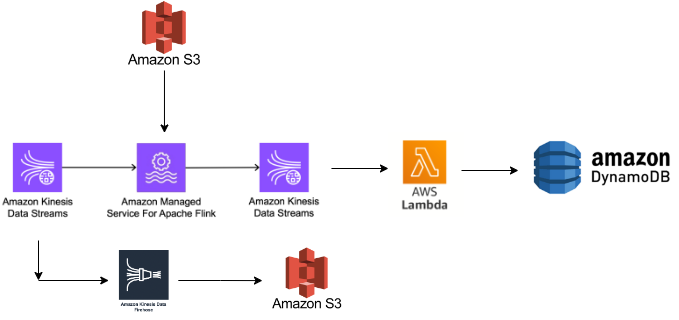 Amazon S3
Amazon Kinesis
Data Streams
Amazon Managed
Service For Apache Flink
Amazon Kinesis
Data Streams
AWS
Lambda
amazon
DynamoDB
Amazon Kinesis Data
Firehose
Amazon S3